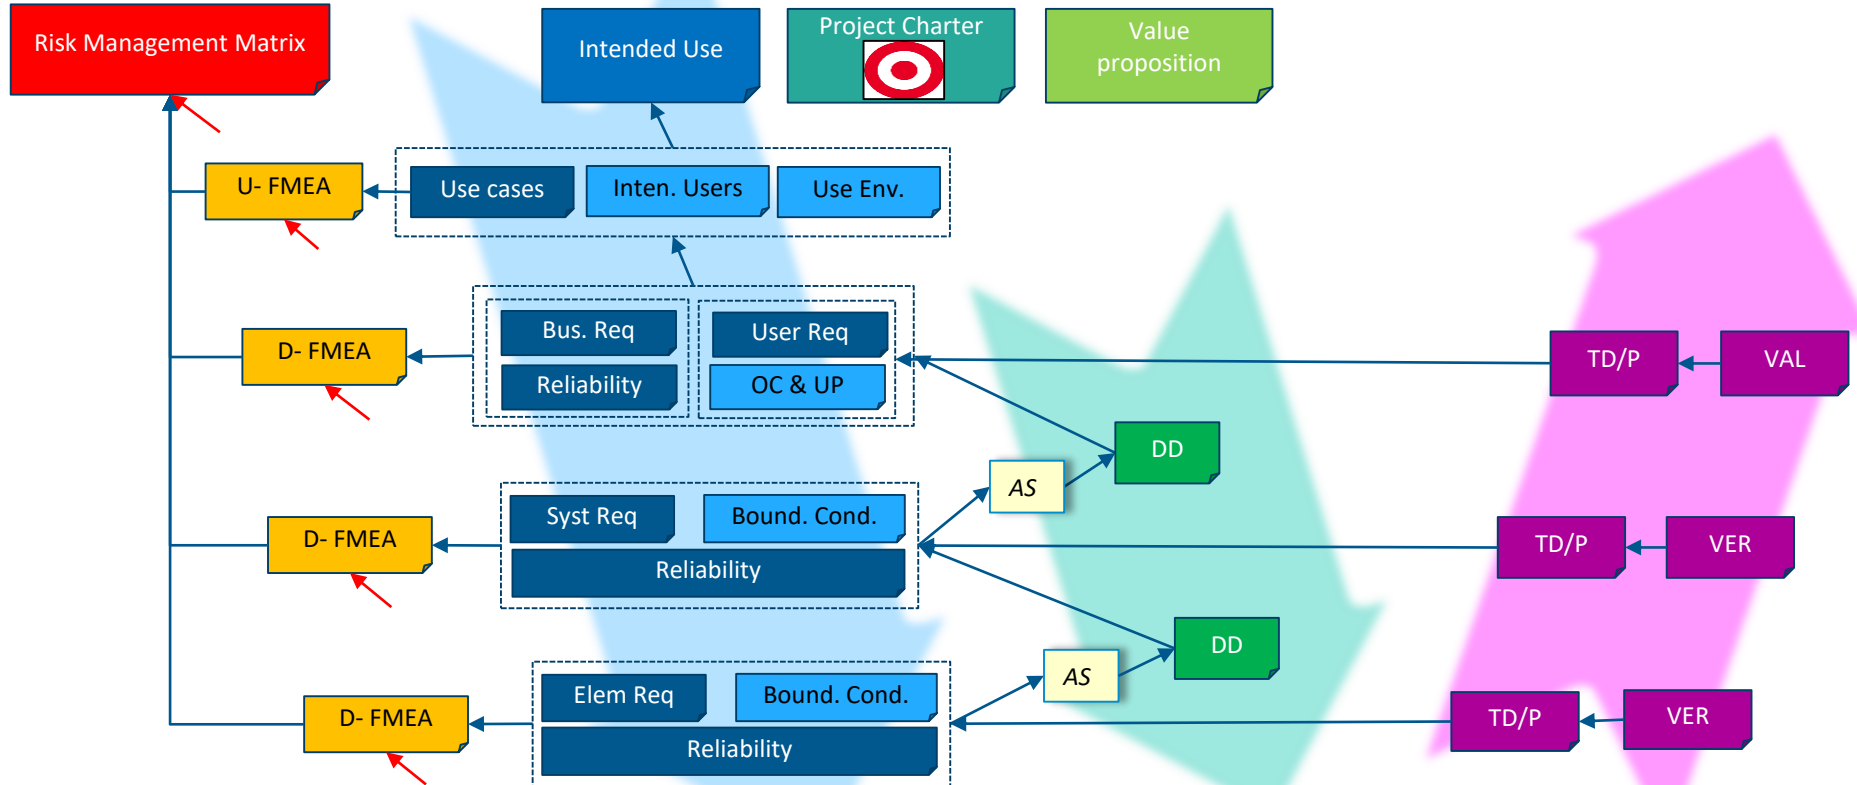 Risk Management Matrix
Intended Use
Project Charter
Value
proposition
U- FMEA
Use cases
Inten. Users
Use Env.
D- FMEA
Bus. Req
Reliability
User Req
OC & UP
TD/P
VAL
DD
AS
D- FMEA
Syst Req
Bound. Cond.
Reliability
TD/P
VER
DD
AS
D- FMEA
Elem Req
Bound. Cond.
Reliability
TD/P
VER